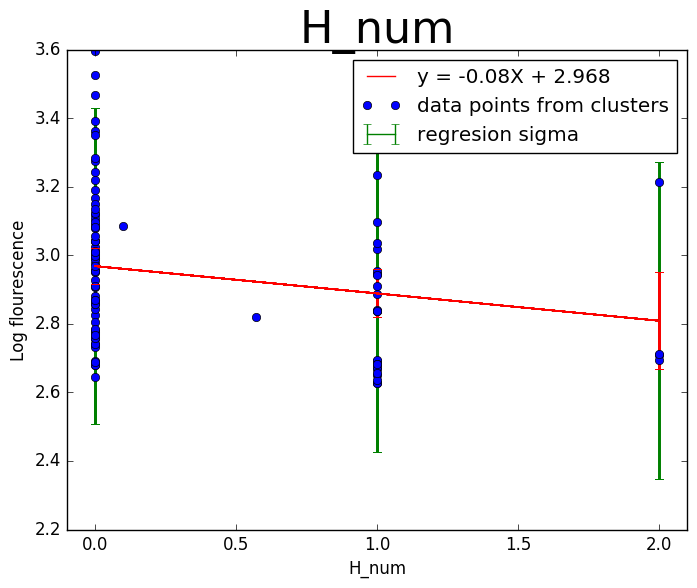 H_num
y = -0.08X + 2.968
data points from clusters
regresion sigma
3.6
3.4
3.2
3.0
2.8
2.6
2.4
2.2
Log flourescence
0.0 0.5 1.0 1.5 2.0
H_num